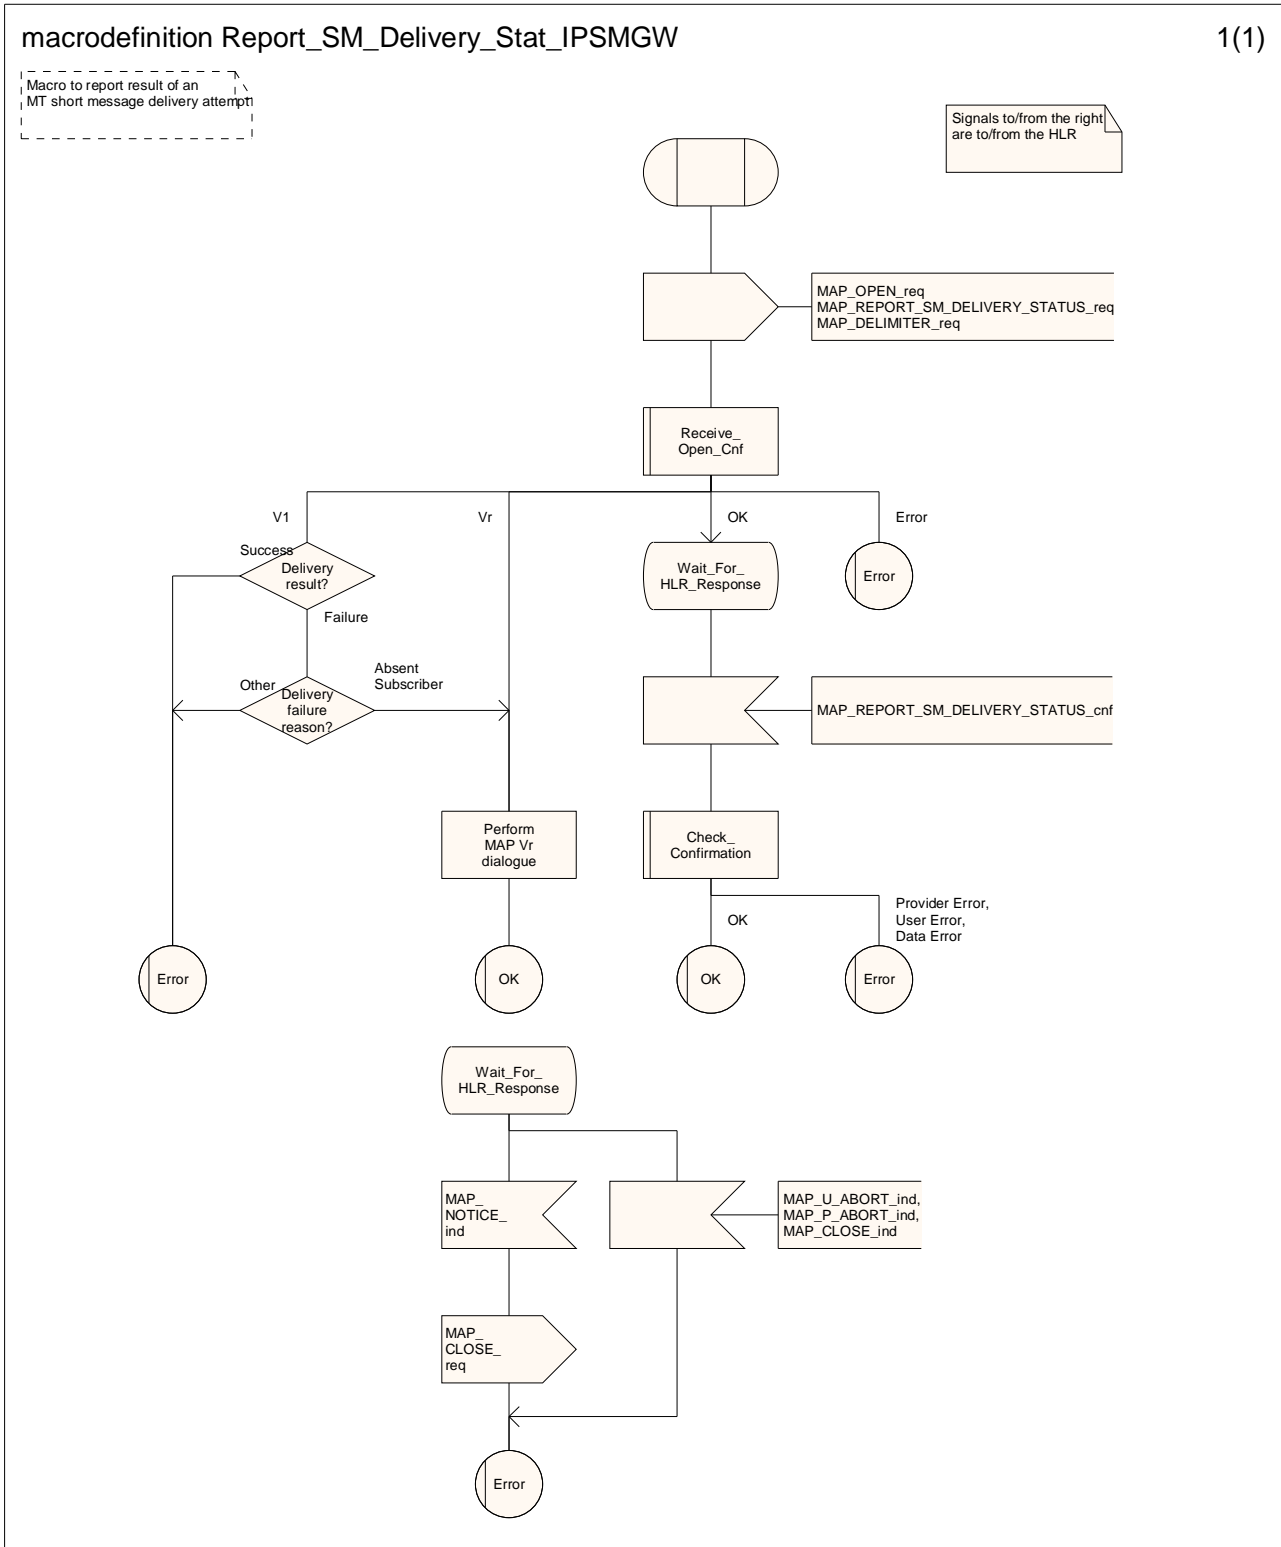 macrodefinition Report_SM_Delivery_Stat_IPSMGW
1(1)
Macro to report result of an
MT short message delivery attempt
Signals to/from the right
are to/from the HLR
MAP_OPEN_req
MAP_REPORT_SM_DELIVERY_STATUS_req
MAP_DELIMITER_req
Receive_
Open_Cnf
V1
Vr
OK
Error
Success
Delivery
result?
Wait_For_
HLR_Response
Error
Failure
Absent
Subscriber
Other
Delivery
failure
reason?
MAP_REPORT_SM_DELIVERY_STATUS_cnf
Perform
MAP Vr
dialogue
Check_
Confirmation
OK
Provider Error,
User Error,
Data Error
Error
OK
OK
Error
Wait_For_
HLR_Response
MAP_
NOTICE_
ind
MAP_U_ABORT_ind,
MAP_P_ABORT_ind,
MAP_CLOSE_ind
MAP_
CLOSE_
req
Error